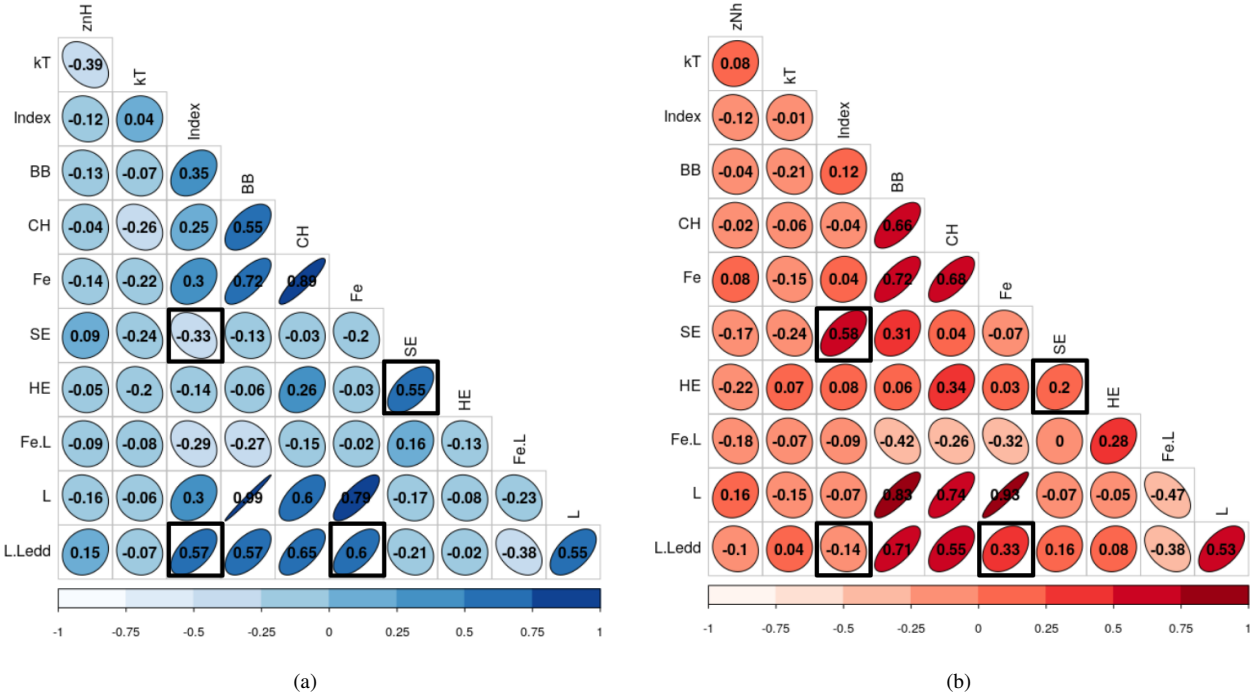 znH
kT -0.39 kT
Index -0.12 0.04 Index
BB -0.13 -0.07 0.35 BB
CH -0.04 -0.26 0.25 0.55 CH
Fe -0.14 -0.22 0.3 0.72 0.89 Fe
SE 0.09 -0.24 -0.33 -0.13 -0.03 -0.2 SE
HE -0.05 -0.2 -0.14 -0.06 0.26 -0.03 0.55 HE
Fe.L -0.09 -0.08 -0.29 -0.27 -0.15 -0.02 0.16 -0.13 Fe.L
L -0.16 -0.06 0.3 0.99 0.6 0.79 -0.17 -0.08 -0.23 L
L.Ledd 0.15 -0.07 0.57 0.57 0.65 0.6 -0.21 -0.02 -0.38 0.55
-1 -0.75 -0.5 -0.25 0 0.25 0.5 0.75 1
(a)
zNh
kT 0.08 kT
Index -0.12 -0.01 Index
BB -0.04 -0.21 0.12 BB
CH -0.02 -0.06 -0.04 0.66 CH
Fe 0.08 -0.15 0.04 0.72 0.68 Fe
SE -0.17 -0.24 0.58 0.31 0.04 -0.07 SE
HE -0.22 0.07 0.08 0.06 0.34 0.03 0.2 HE
Fe.L -0.18 -0.07 -0.09 -0.42 -0.26 -0.32 0 0.28 Fe.L
L 0.16 -0.15 -0.07 0.83 0.74 0.93 -0.07 -0.05 -0.47 L
L.Ledd -0.1 0.04 -0.14 0.71 0.55 0.33 0.16 0.08 -0.38 0.53
-1 -0.75 -0.5 -0.25 0 0.25 0.5 0.75 1
(b)